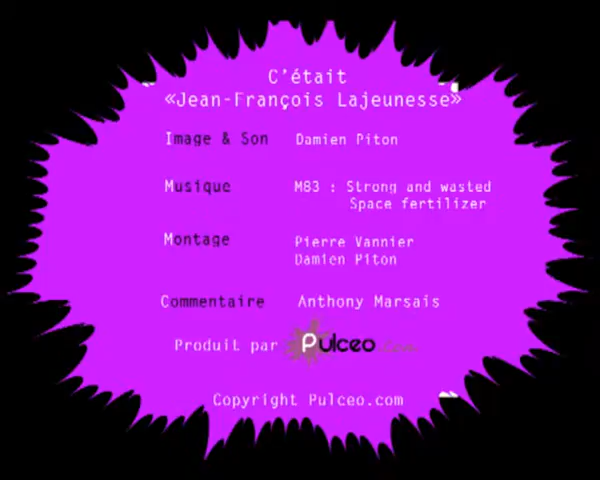 C'était
«Jean-François Lajeunesse»
Image & Son Damien Piton
Musique M83 : Strong and wasted
Space fertilizer
Montage Pierre Vannier
Damien Piton
Commentaire Anthony Marsais
Produit par Pulceo
Copyright Pulceo.com